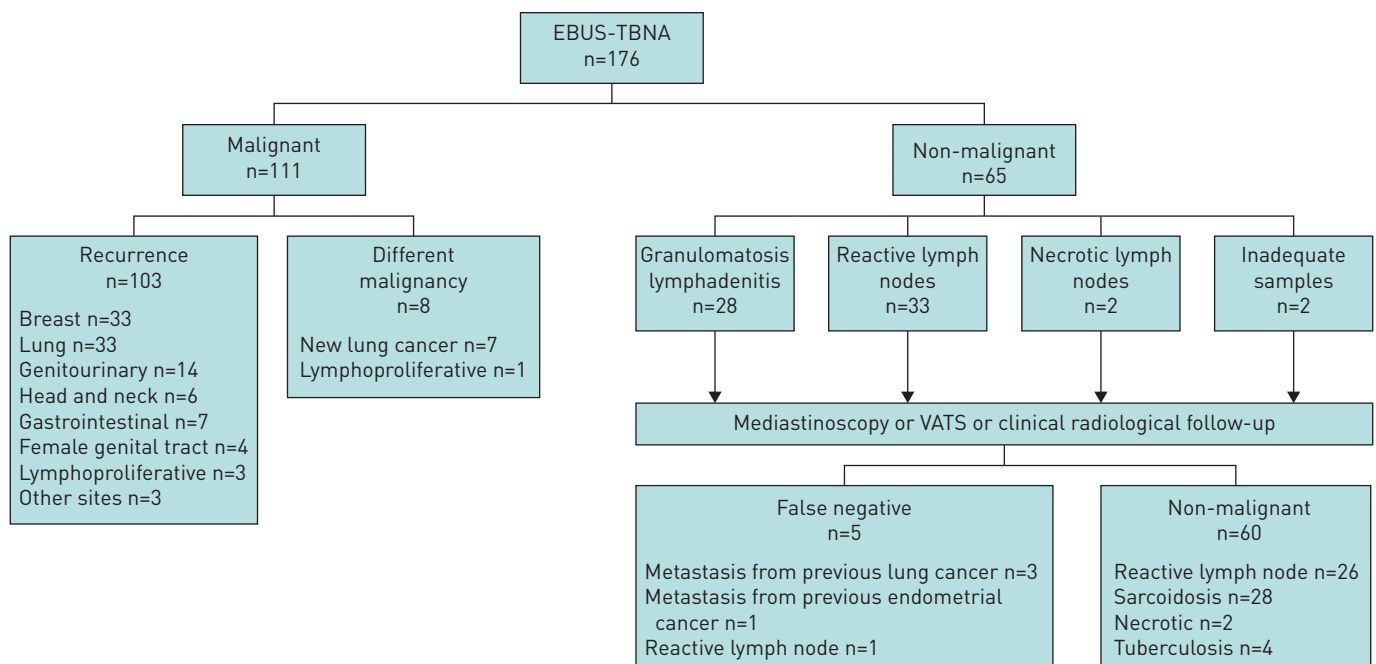 EBUS-TBNA
n=176
Malignant
n=111
Non-malignant
n=65
Recurrence
n=103
Breast n=33
Lung n=33
Genitourinary n=14
Head and neck n=6
Gastrointestinal n=7
Female genital tract n=4
Lymphoproliferative n=3
Other sites n=3
Different
malignancy
n=8
New lung cancer n=7
Lymphoproliferative n=1
Granulomatosis
lymphadenitis
n=28
Reactive lymph
nodes
n=33
Necrotic lymph
nodes
n=2
Inadequate
samples
n=2
Mediastinoscopy or VATS or clinical radiological follow-up
False negative
n=5
Metastasis from previous lung cancer n=3
Metastasis from previous endometrial
cancer n=1
Reactive lymph node n=1
Non-malignant
n=60
Reactive lymph node n=26
Sarcoidosis n=28
Necrotic n=2
Tuberculosis n=4